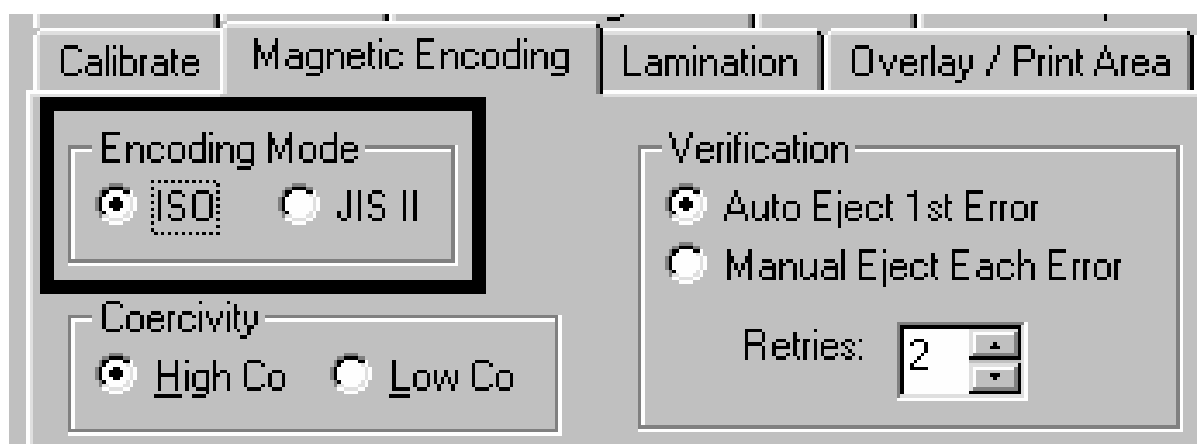 Calibrate Magnetic Encoding Lamination Overlay / Print Area
Encoding Mode
ISO JIS II
Coercivity
High Co Low Co
Verification
Auto Eject 1st Error
Manual Eject Each Error
Retries: 2